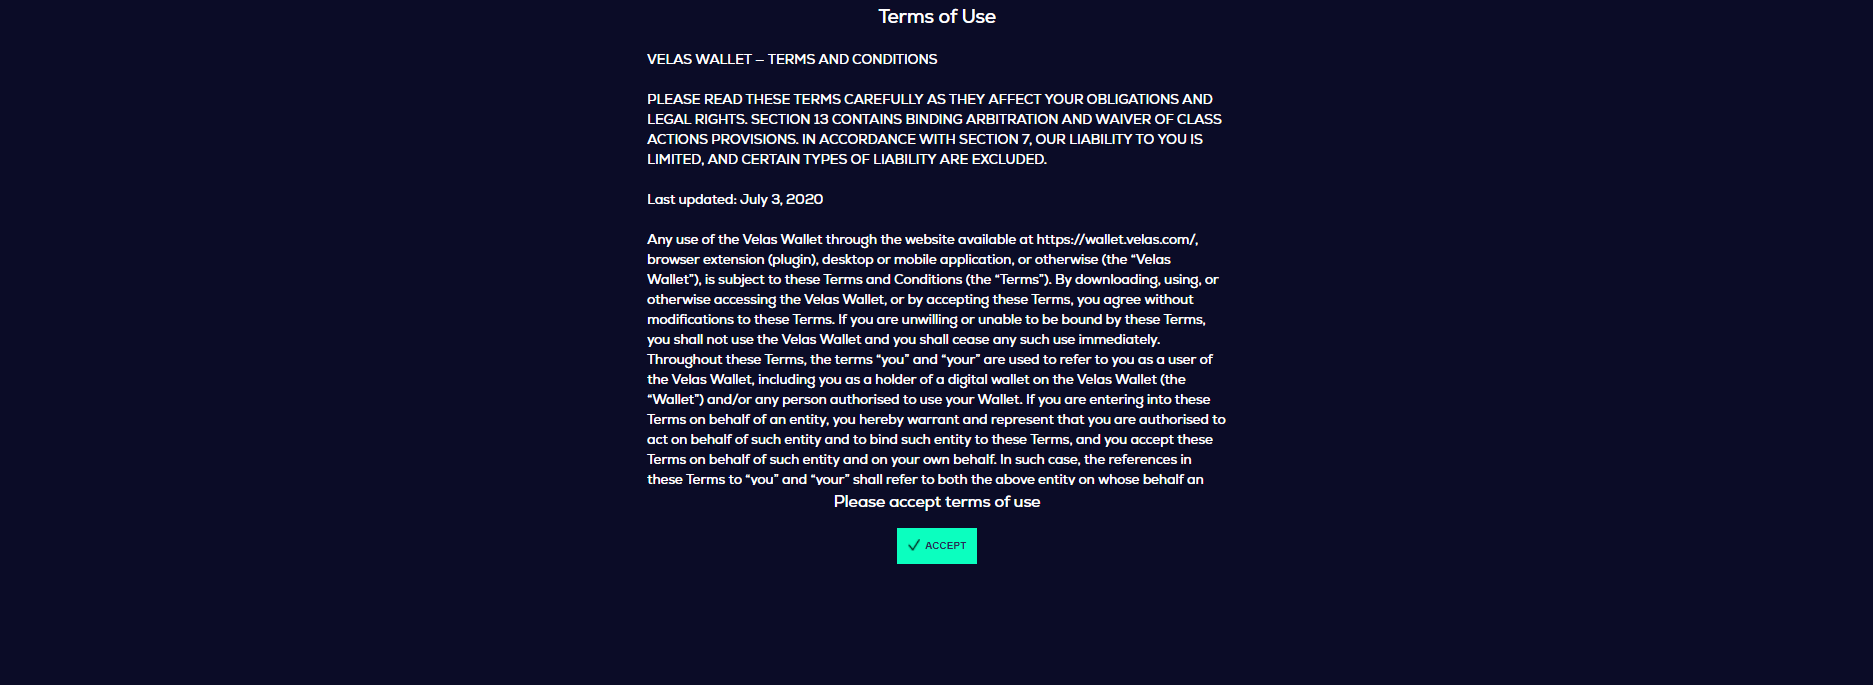 Terms of Use
VELAS WALLET – TERMS AND CONDITIONS
PLEASE READ THESE TERMS CAREFULLY AS THEY AFFECT YOUR OBLIGATIONS AND
LEGAL RIGHTS. SECTION 13 CONTAINS BINDING ARBITRATION AND WAIVER OF CLASS
ACTIONS PROVISIONS. IN ACCORDANCE WITH SECTION 7, OUR LIABILITY TO YOU IS
LIMITED, AND CERTAIN TYPES OF LIABILITY ARE EXCLUDED.
Last updated: July 3, 2020
Any use of the Velas Wallet through the website available at https://wallet.velas.com/,
browser extension (plugin), desktop or mobile application, or otherwise (the “Velas
Wallet”), is subject to these Terms and Conditions (the “Terms”). By downloading, using, or
otherwise accessing the Velas Wallet, or by accepting these Terms, you agree without
modifications to these Terms. If you are unwilling or unable to be bound by these Terms,
you shall not use the Velas Wallet and you shall cease any such use immediately.
Throughout these Terms, the terms “you” and “your” are used to refer to you as a user of
the Velas Wallet, including you as a holder of a digital wallet on the Velas Wallet (the
“Wallet”) and/or any person authorised to use your Wallet. If you are entering into these
Terms on behalf of an entity, you hereby warrant and represent that you are authorised to
act on behalf of such entity and to bind such entity to these Terms, and you accept these
Terms on behalf of such entity and on your own behalf. In such case, the references in
these Terms to “you” and “your” shall refer to both the above entity on whose behalf an
Please accept terms of use
ACCEPT